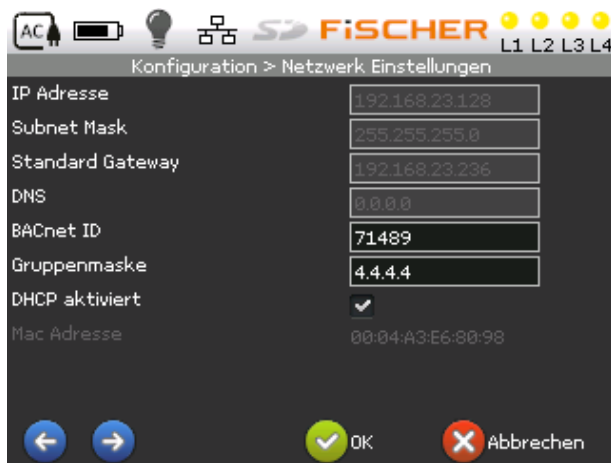 AC SD FiSCHER L1 L2 L3 L4
Konfiguration > Netzwerk Einstellungen
IP Adresse 192.168.23.128
Subnet Mask 255.255.255.0
Standard Gateway 192.168.23.236
DNS 0.0.0.0
BACnet ID 71489
Gruppenmaske 4.4.4.4
DHCP aktiviert
Mac Adresse 00:04:A3:E6:80:98
OK Abbrechen